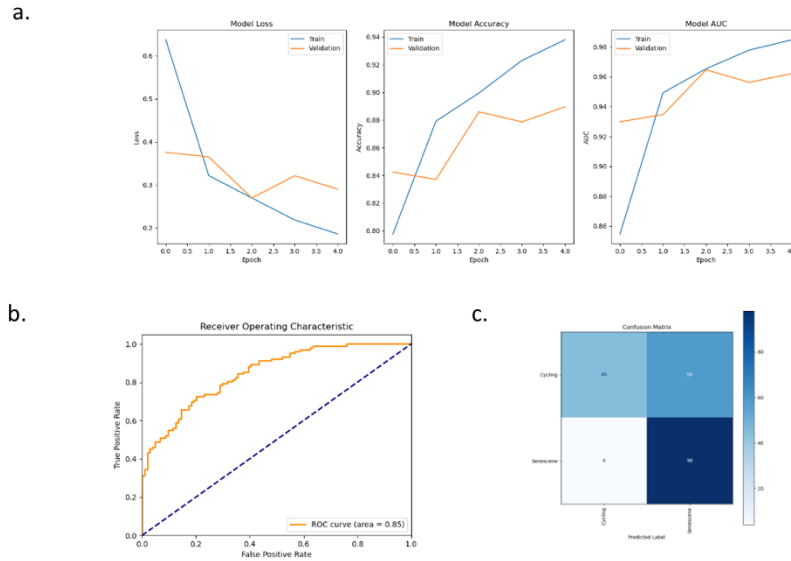 a.
Model Loss
Train
Validation
0.6
0.5
0.4
0.3
0.2
Loss
0.0 0.5 1.0 1.5 2.0 2.5 3.0 3.5 4.0
Epoch
Model Accuracy
Train
Validation
0.94
0.92
0.90
0.88
0.86
0.84
0.82
0.80
Accuracy
0.0 0.5 1.0 1.5 2.0 2.5 3.0 3.5 4.0
Epoch
Model AUC
Train
Validation
0.98
0.96
0.94
0.92
0.90
0.88
0.86
AUC
0.0 0.5 1.0 1.5 2.0 2.5 3.0 3.5 4.0
Epoch
b.
Receiver Operating Characteristic
1.0
0.8
0.6
0.4
0.2
0.0
True Positive Rate
ROC curve (area = 0.85)
0.0 0.2 0.4 0.6 0.8 1.0
False Positive Rate
c.
Confusion Matrix
Cycling
Senescene
98
Cycling
Senescene
Predicted Label
80
60
40
20